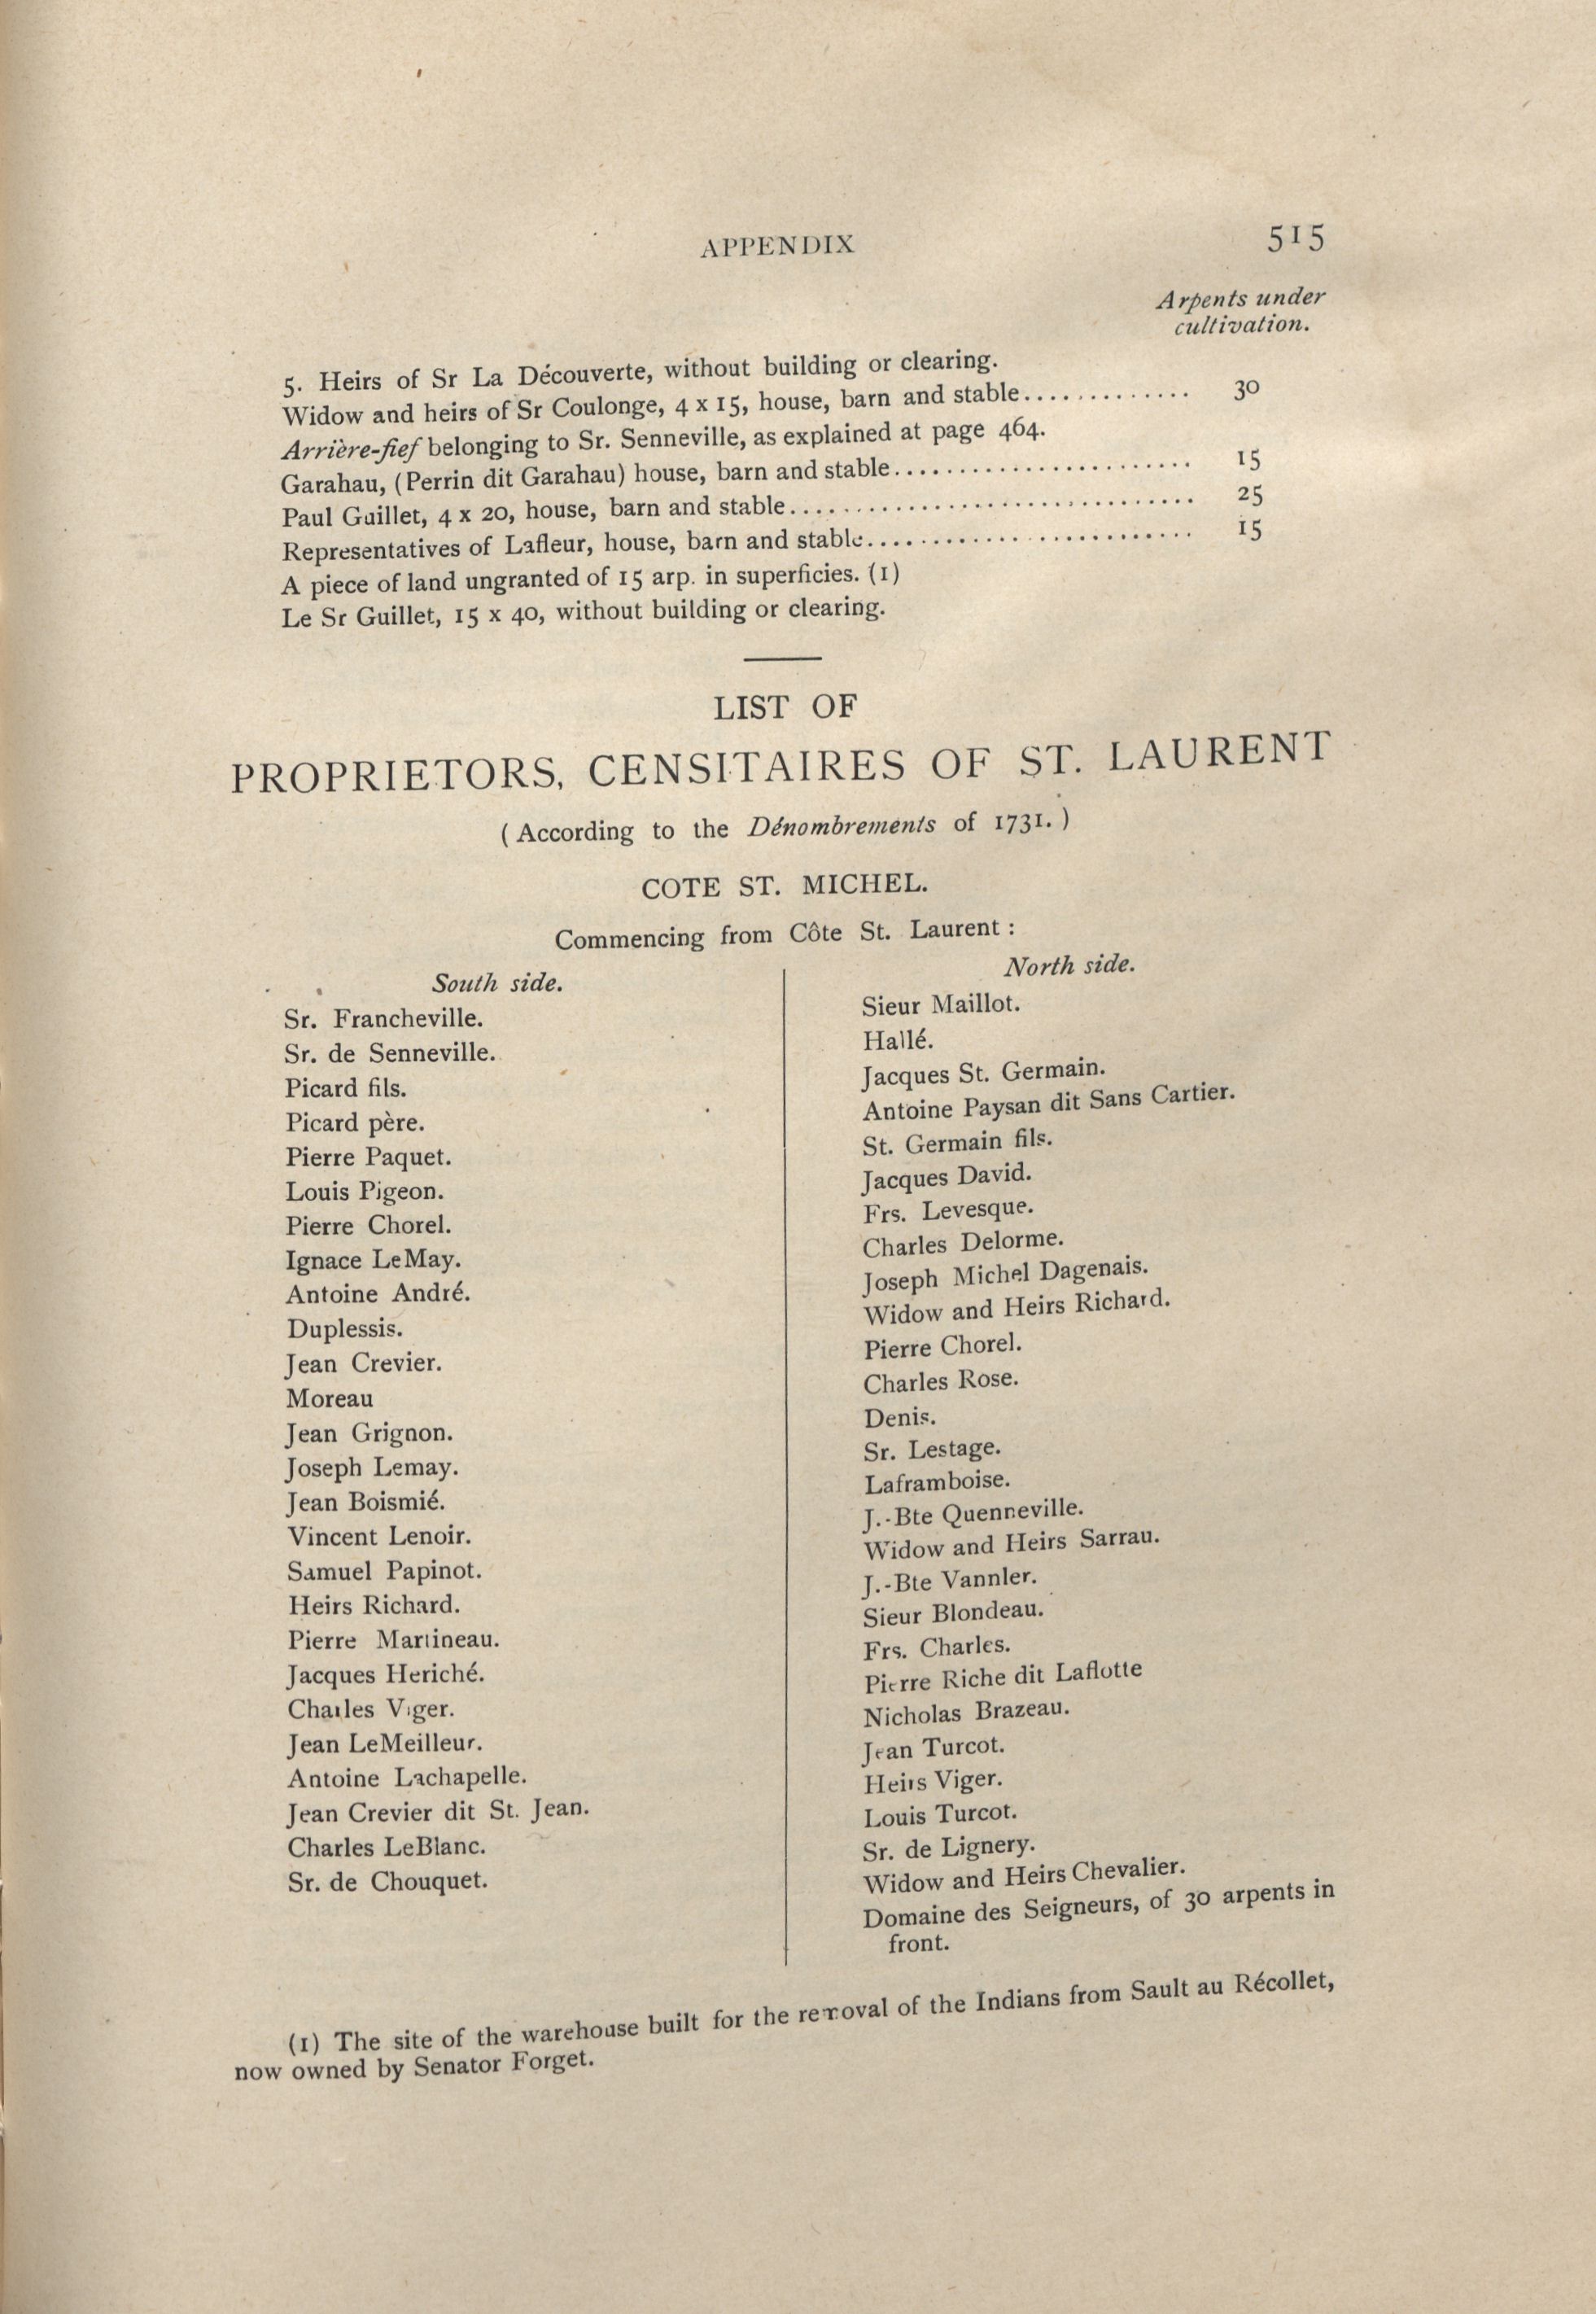 APPENDIX 515
Arpents under
cultivation.
5. Heirs of Sr La Découverte, without building or clearing.
Widow and heirs of Sr Coulonge, 4 x 15, house, barn and stable.............. 30
Arrière-fief belonging to Sr. Senneville, as explained at page 464.
Garahau, (Perrin dit Garahau) house, barn and stable........................ 15
Paul Guillet, 4 x 20, house, barn and stable................................ 25
Representatives of Lafleur, house, barn and stable.......................... 15
A piece of land ungranted of 15 arp. in superficies. (1)
Le Sr Guillet, 15 x 40, without building or clearing.
LIST OF
PROPRIETORS, CENSITAIRES OF ST. LAURENT
( According to the Dénombrements of 1731. )
COTE ST. MICHEL.
Commencing from Côte St. Laurent :
South side.
Sr. Francheville.
Sr. de Senneville.
Picard fils.
Picard père.
Pierre Paquet.
Louis Pigeon.
Pierre Chorel.
Ignace LeMay.
Antoine André.
Duplessis.
Jean Crevier.
Moreau
Jean Grignon.
Joseph Lemay.
Jean Boismié.
Vincent Lenoir.
Samuel Papinot.
Heirs Richard.
Pierre Martineau.
Jacques Heriché.
Charles Viger.
Jean LeMeilleur.
Antoine Lachapelle.
Jean Crevier dit St. Jean.
Charles LeBlanc.
Sr. de Chouquet.
North side.
Sieur Maillot.
Hallé.
Jacques St. Germain.
Antoine Paysan dit Sans Cartier.
St. Germain fils.
Jacques David.
Frs. Levesque.
Charles Delorme.
Joseph Michel Dagenais.
Widow and Heirs Richard.
Pierre Chorel.
Charles Rose.
Denis.
Sr. Lestage.
Laframboise.
J.-Bte Quenneville.
Widow and Heirs Sarrau.
J.-Bte Vannler.
Sieur Blondeau.
Frs. Charles.
Pierre Riche dit Laflotte
Nicholas Brazeau.
Jean Turcot.
Heirs Viger.
Louis Turcot.
Sr. de Lignery.
Widow and Heirs Chevalier.
Domaine des Seigneurs, of 30 arpents in
front.
(1) The site of the warehouse built for the removal of the Indians from Sault au Récollet,
now owned by Senator Forget.